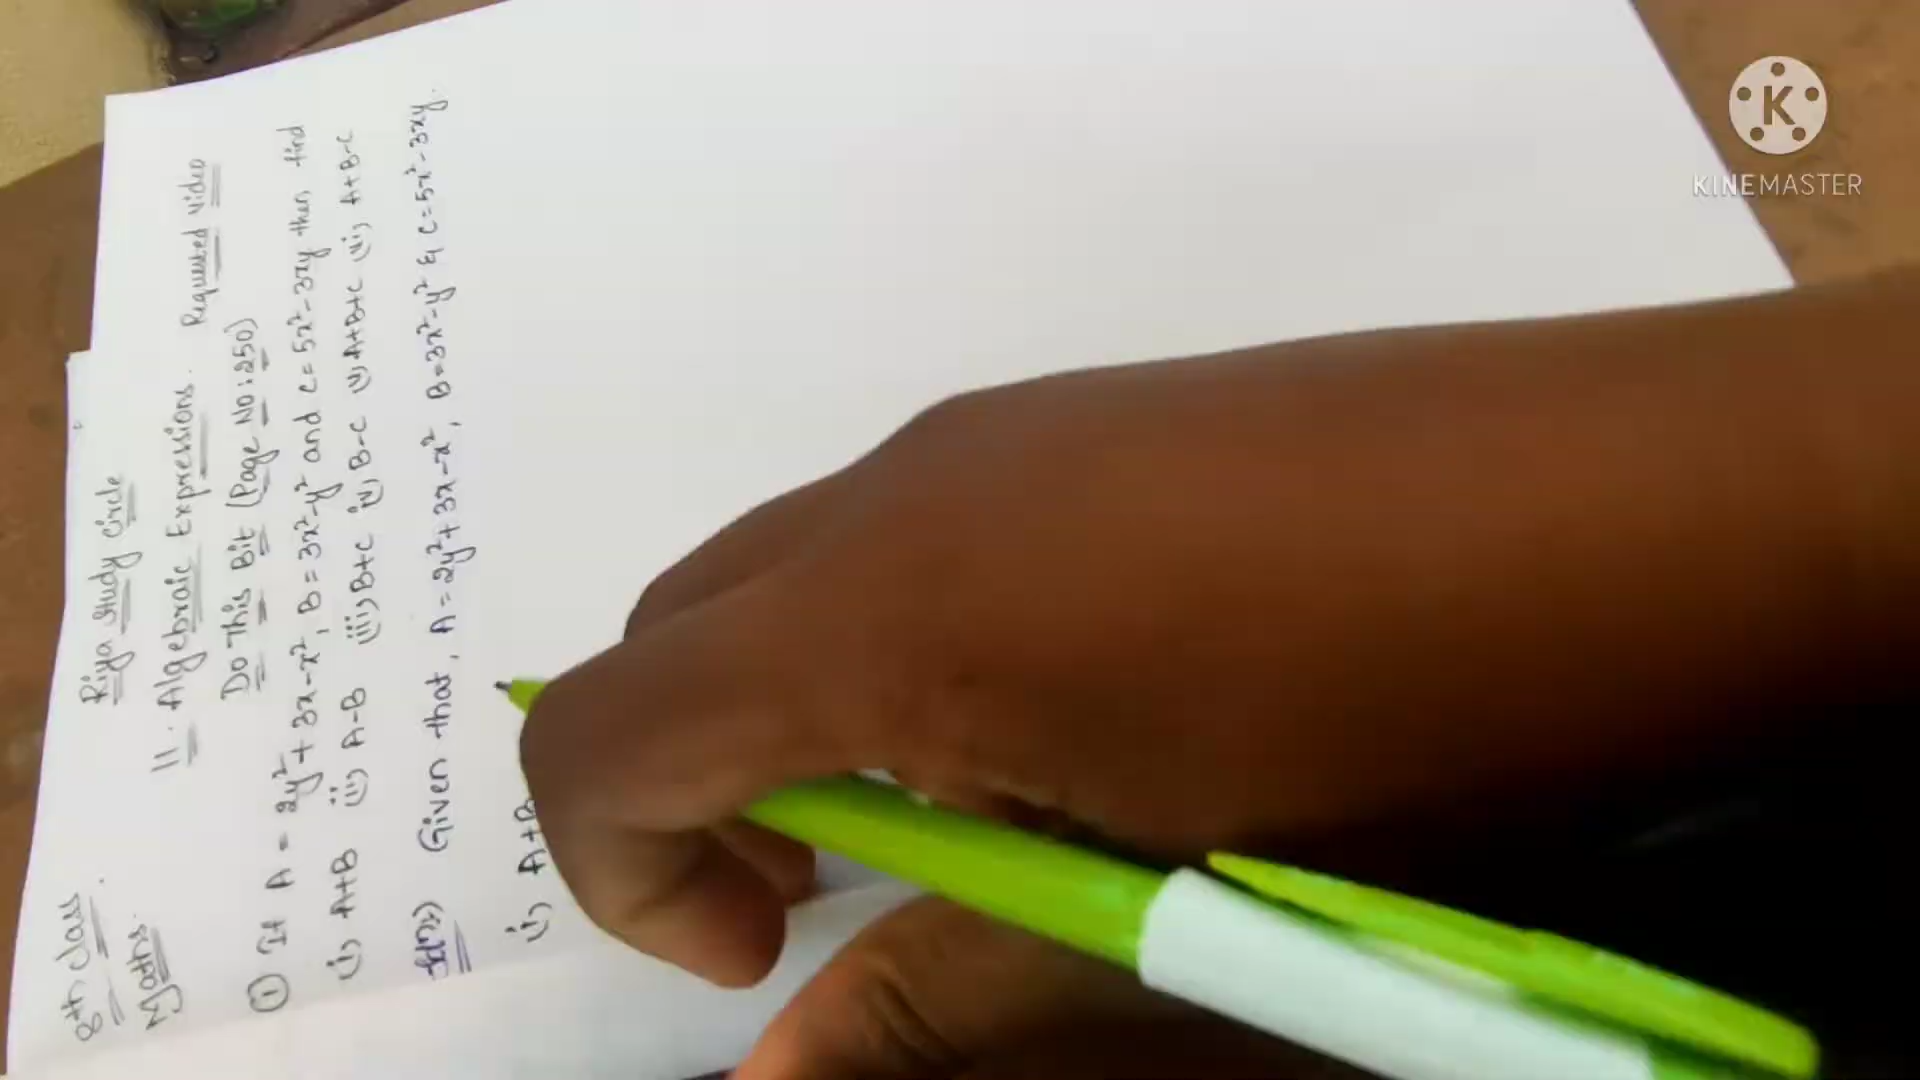 Riya Study Circle
8th class.
Maths.
11. Algebraic Expressions. Requested Video
Do This Bit (Page No: 250)
① If A = 2y² + 3x - x², B = 3x² - y² and C = 5x² - 3xy then find
(i) A+B (ii) A-B (iii) B+C (iv) B-C (v) A+B+C (vi) A+B-C
Given that, A = 2y² + 3x - x², B = 3x² - y² & C = 5x² - 3xy.
(i) A+B
K
KINEMASTER